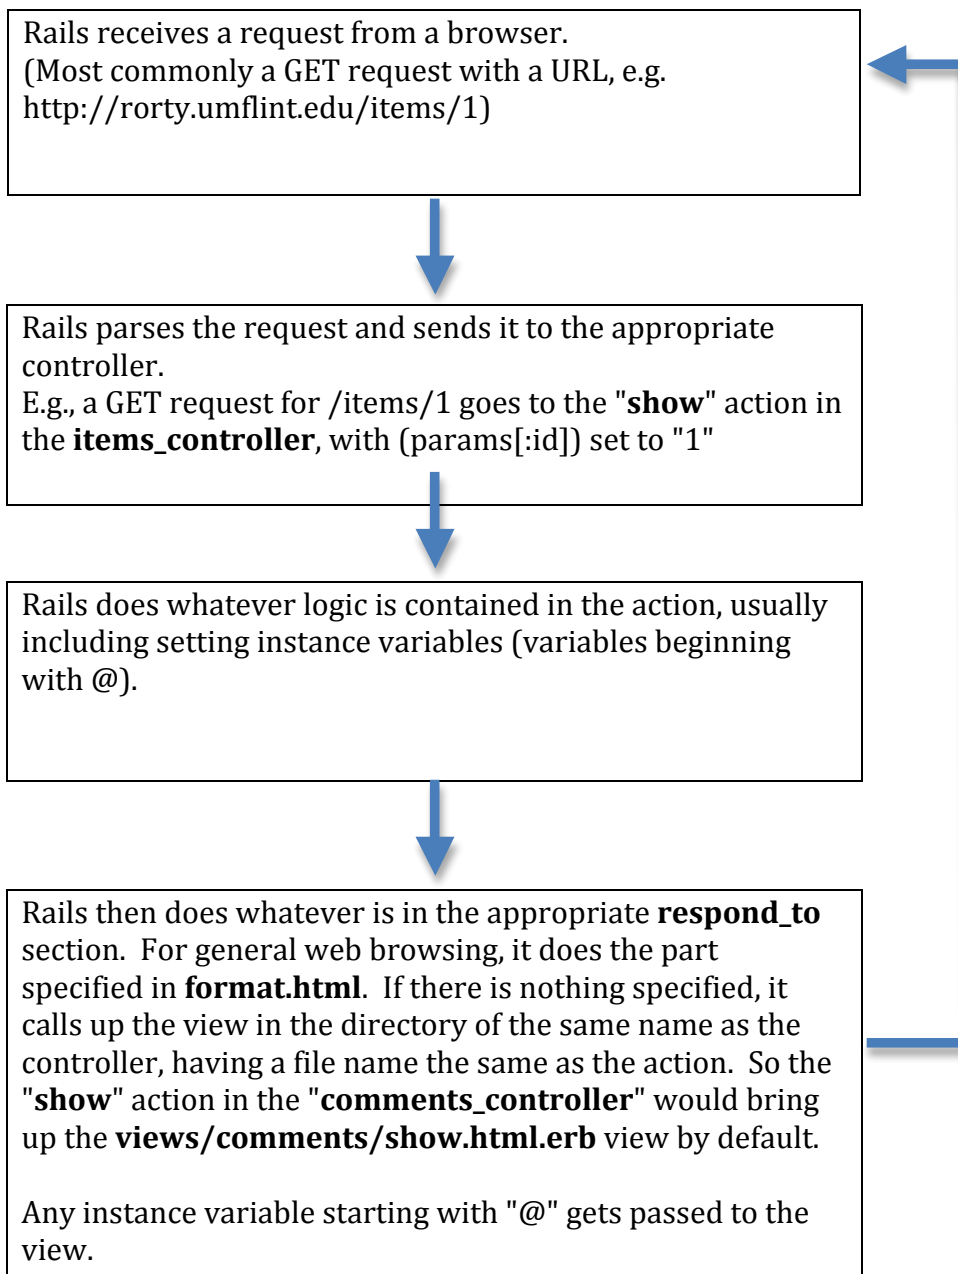 Rails receives a request from a browser.
(Most commonly a GET request with a URL, e.g.
http://rorty.umflint.edu/items/1)
Rails parses the request and sends it to the appropriate
controller.
E.g., a GET request for /items/1 goes to the "show" action in
the items_controller, with (params[:id]) set to "1"
Rails does whatever logic is contained in the action, usually
including setting instance variables (variables beginning
with @).
Rails then does whatever is in the appropriate respond_to
section.  For general web browsing, it does the part
specified in format.html.  If there is nothing specified, it
calls up the view in the directory of the same name as the
controller, having a file name the same as the action.  So the
"show" action in the "comments_controller" would bring
up the views/comments/show.html.erb view by default.
Any instance variable starting with "@" gets passed to the
view.